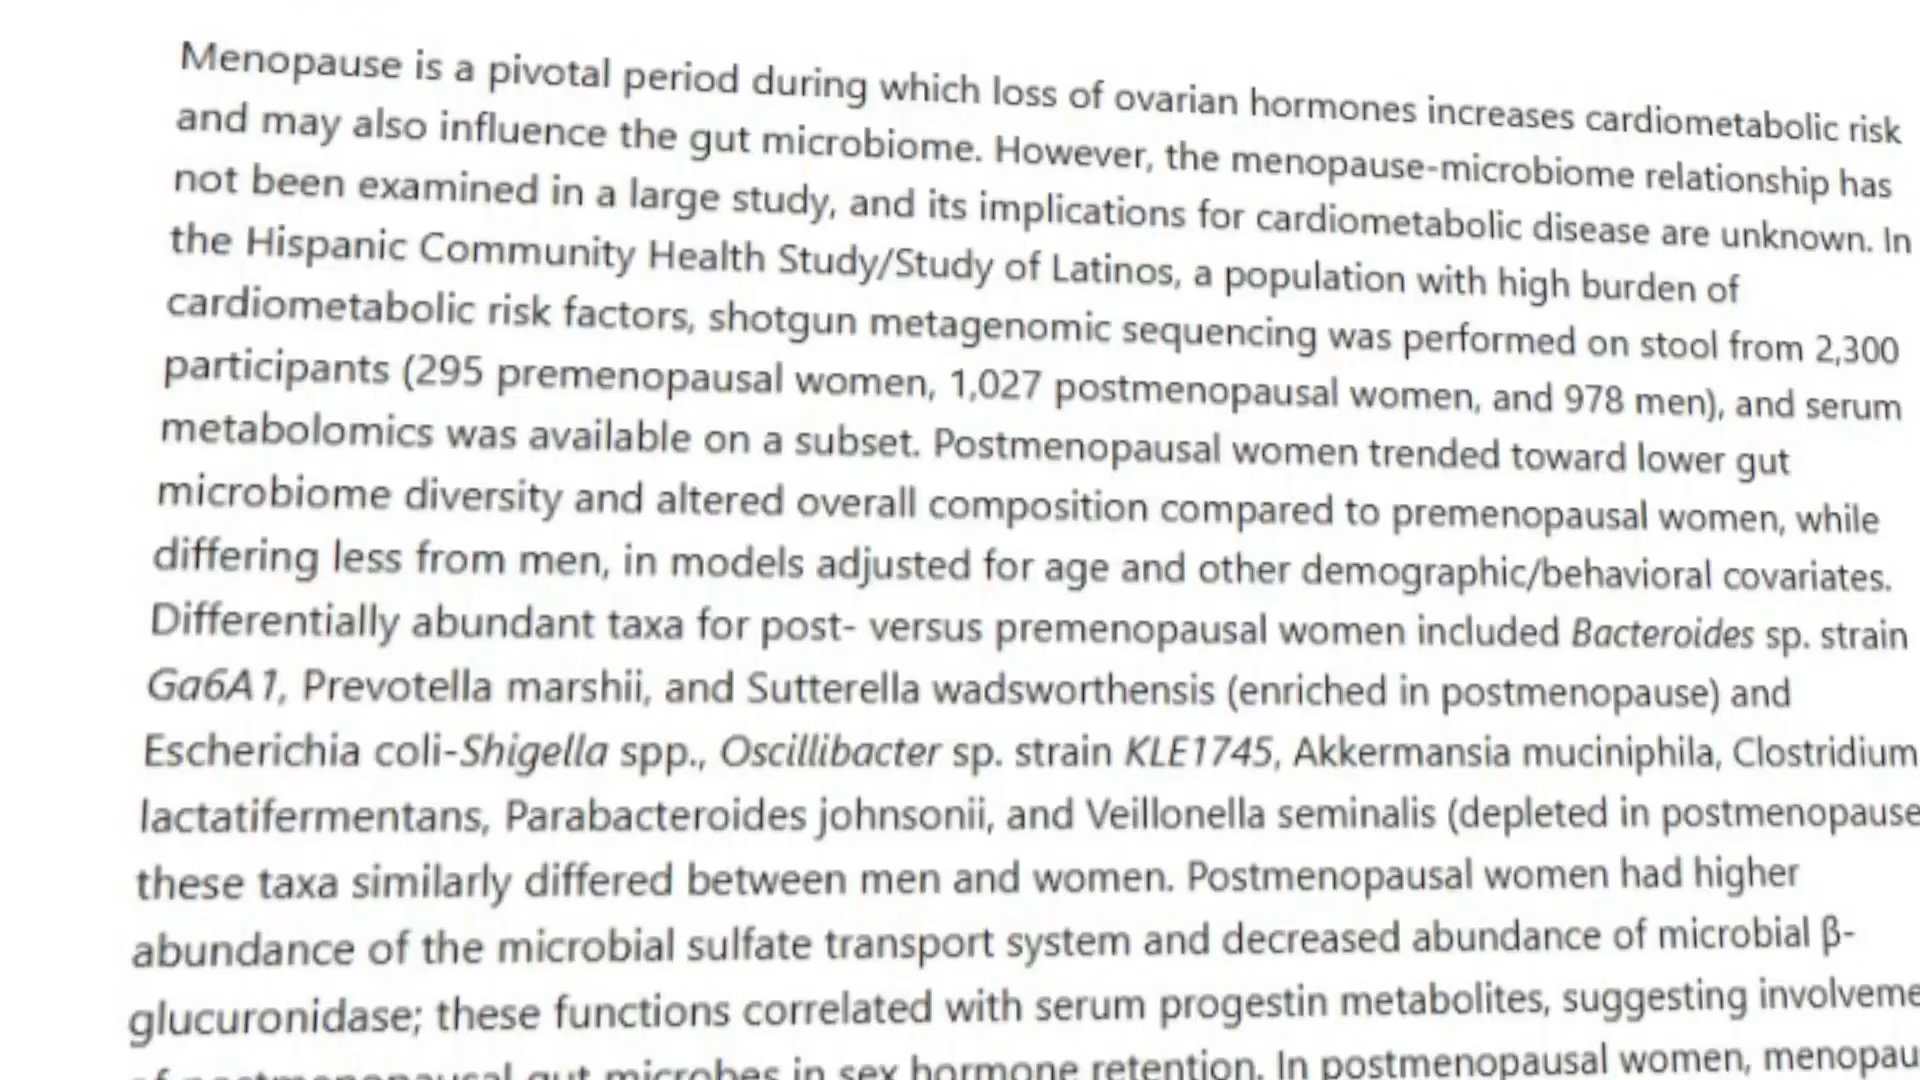 Menopause is a pivotal period during which loss of ovarian hormones increases cardiometabolic risk
and may also influence the gut microbiome. However, the menopause-microbiome relationship has
not been examined in a large study, and its implications for cardiometabolic disease are unknown. In
the Hispanic Community Health Study/Study of Latinos, a population with high burden of
cardiometabolic risk factors, shotgun metagenomic sequencing was performed on stool from 2,300
participants (295 premenopausal women, 1,027 postmenopausal women, and 978 men), and serum
metabolomics was available on a subset. Postmenopausal women trended toward lower gut
microbiome diversity and altered overall composition compared to premenopausal women, while
differing less from men, in models adjusted for age and other demographic/behavioral covariates.
Differentially abundant taxa for post- versus premenopausal women included Bacteroides sp. strain
Ga6A1, Prevotella marshii, and Sutterella wadsworthensis (enriched in postmenopause) and
Escherichia coli-Shigella spp., Oscillibacter sp. strain KLE1745, Akkermansia muciniphila, Clostridium
lactatifermentans, Parabacteroides johnsonii, and Veillonella seminalis (depleted in postmenopause
these taxa similarly differed between men and women. Postmenopausal women had higher
abundance of the microbial sulfate transport system and decreased abundance of microbial β-
glucuronidase; these functions correlated with serum progestin metabolites, suggesting involveme
of postmenopausal gut microbes in sex hormone retention. In postmenopausal women, menopau